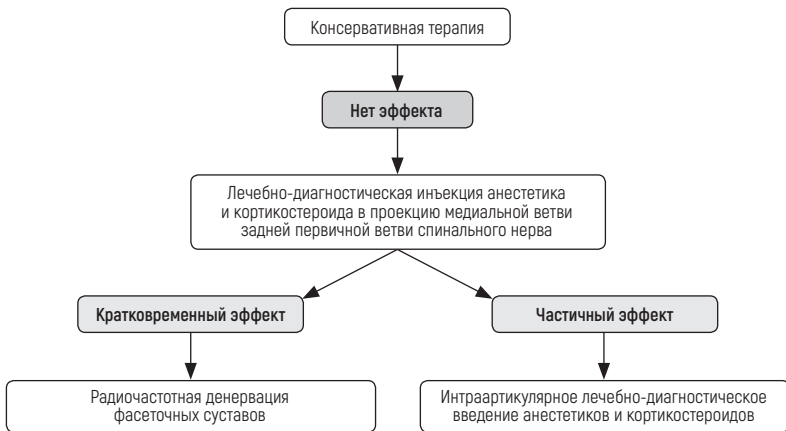 Консервативная терапия
Нет эффекта
Лечебно-диагностическая инъекция анестетика
и кортикостероида в проекцию медиальной ветви
задней первичной ветви спинального нерва
Кратковременный эффект
Частичный эффект
Радиочастотная денервация
фасеточных суставов
Интраартикулярное лечебно-диагностическое
введение анестетиков и кортикостероидов